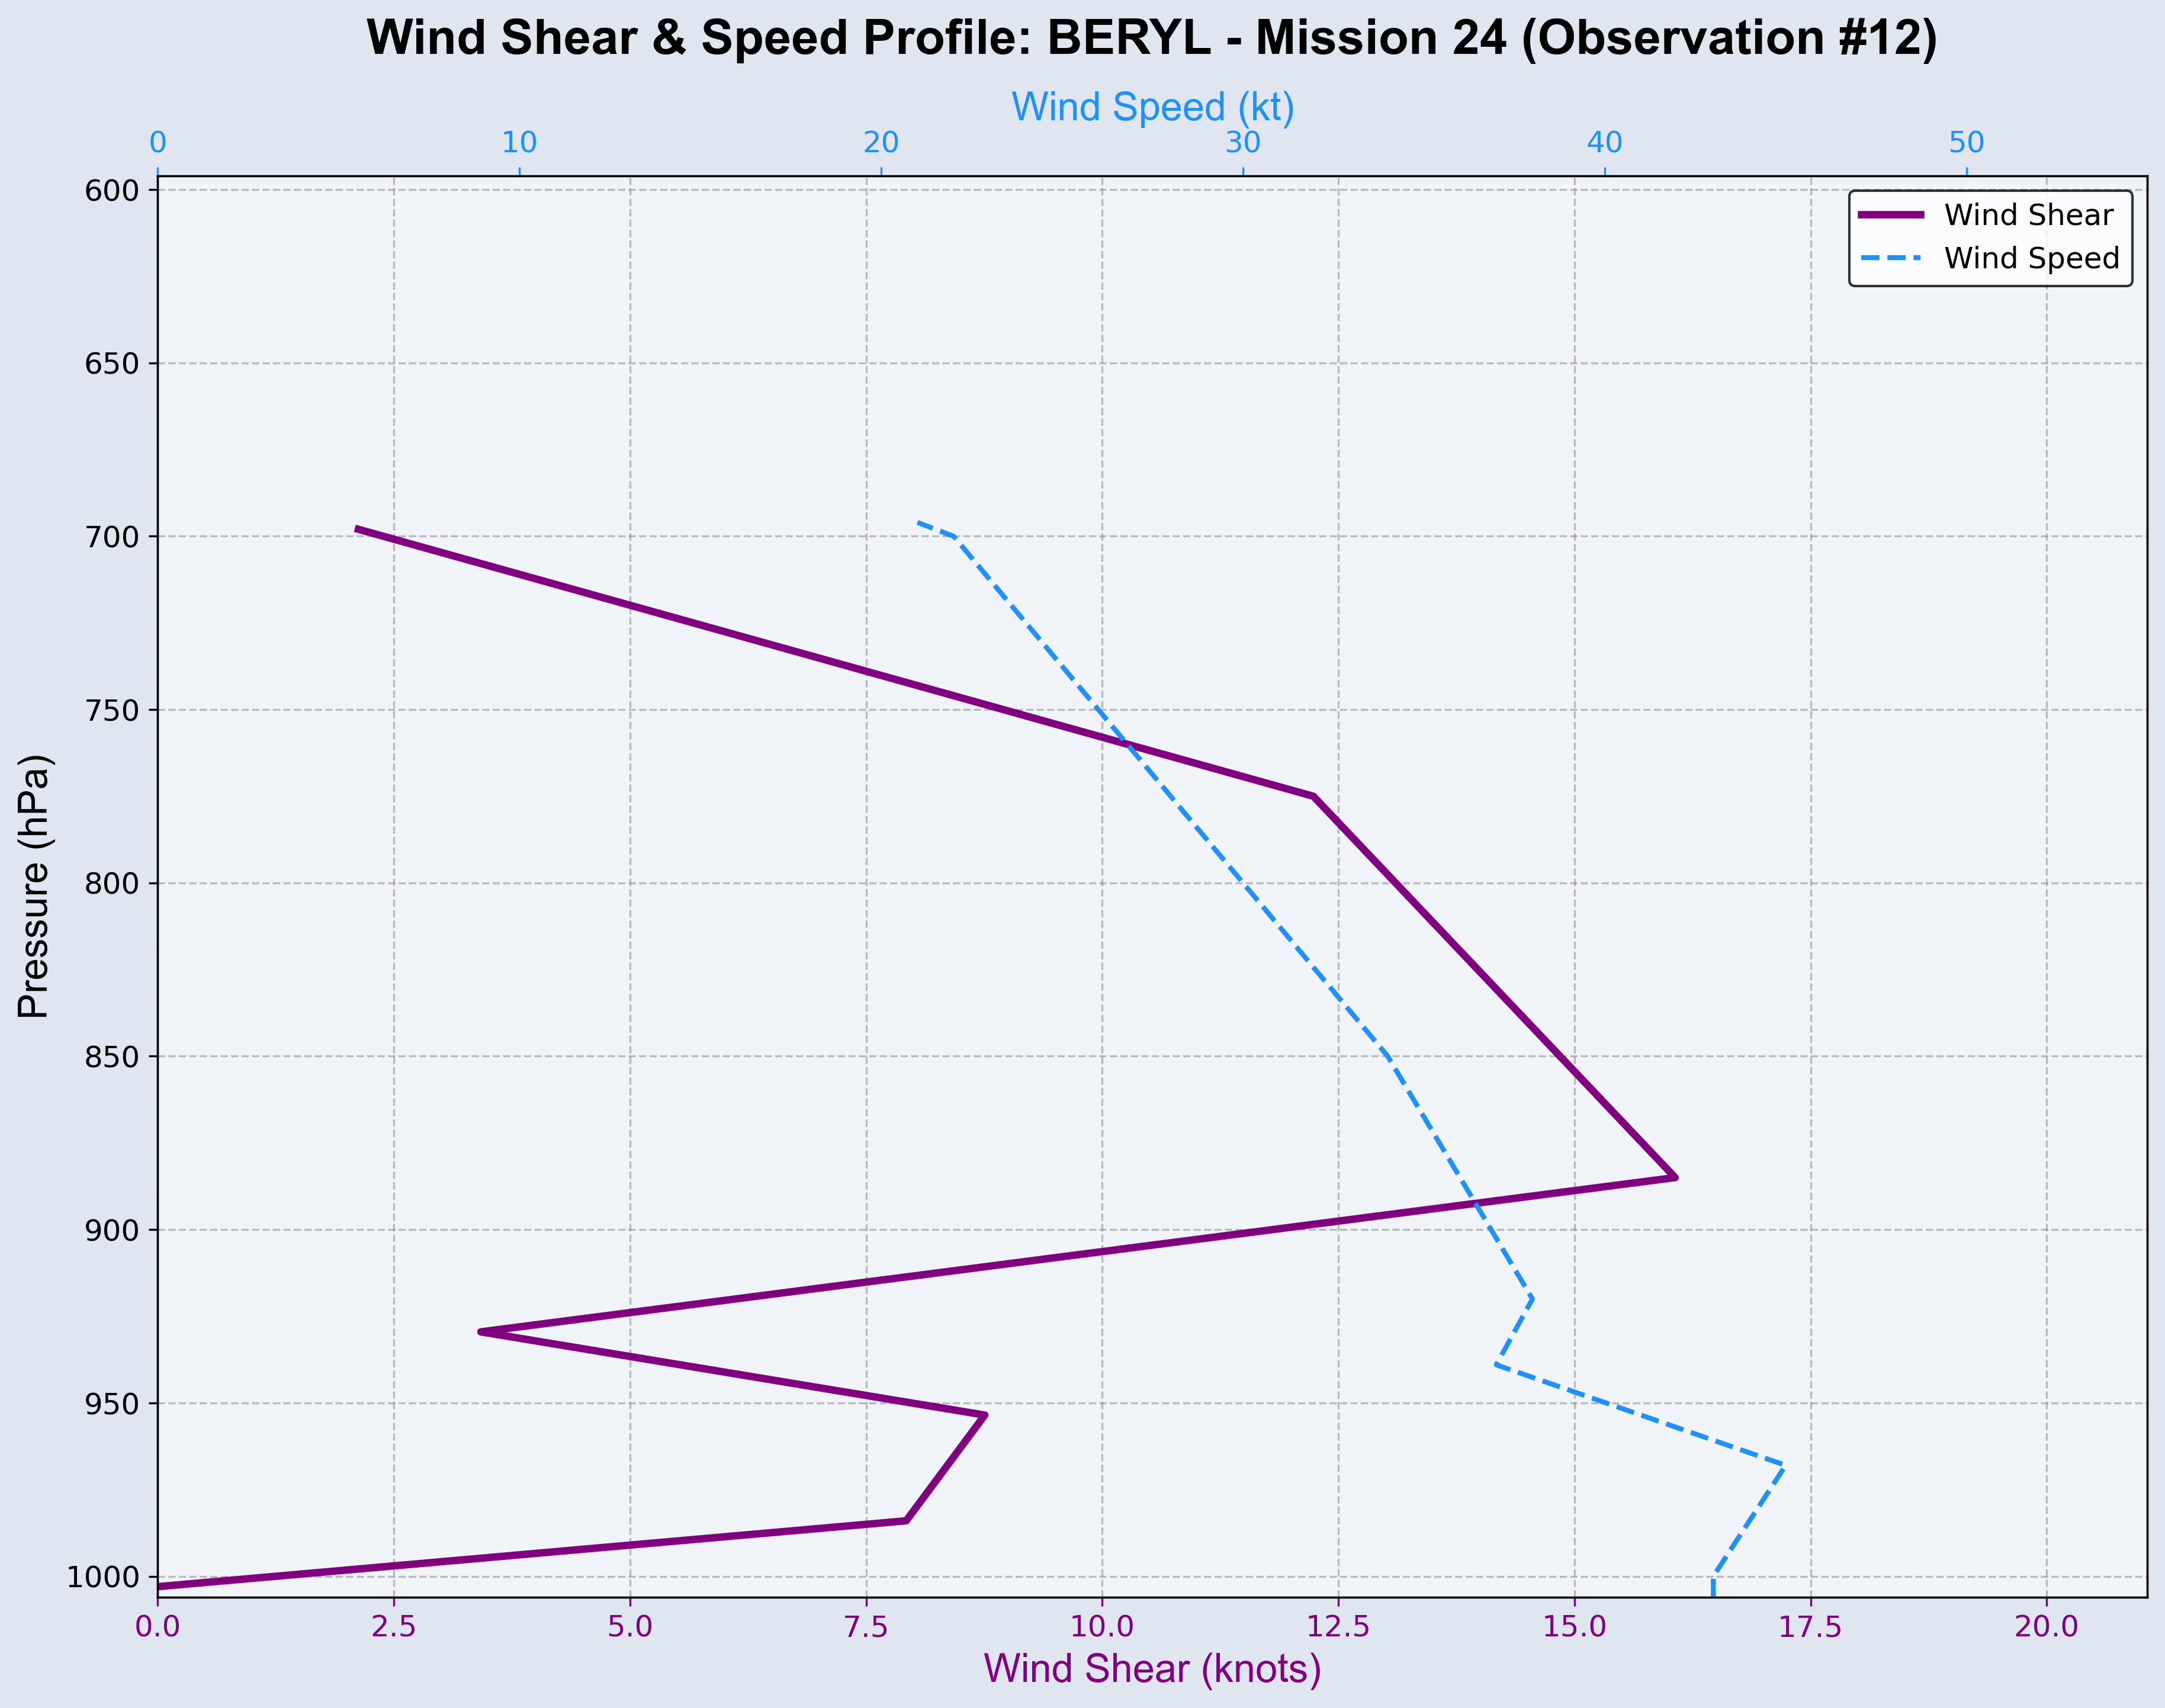 Wind Shear & Speed Profile: BERYL - Mission 24 (Observation #12)
Wind Speed (kt)
0 10 20 30 40 50
Wind Shear
Wind Speed
600
650
700
750
800
850
900
950
1000
Pressure (hPa)
0.0 2.5 5.0 7.5 10.0 12.5 15.0 17.5 20.0
Wind Shear (knots)